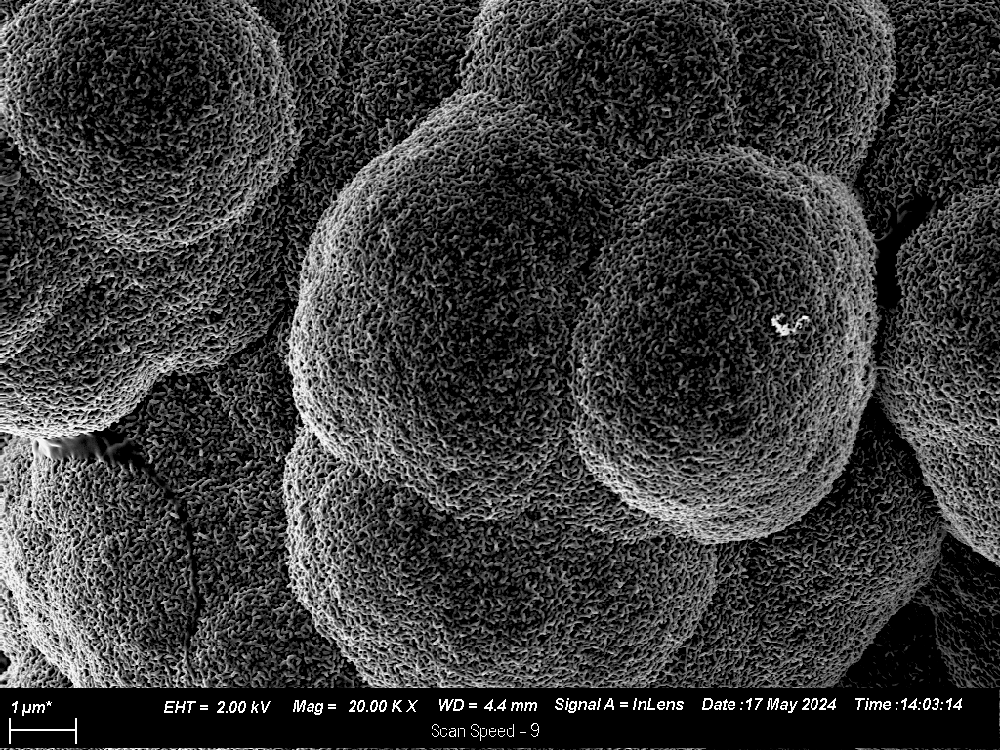 1 µm* EHT = 2.00 kV Mag = 20.00 K X WD = 4.4 mm Signal A = InLens Date :17 May 2024 Time :14:03:14
Scan Speed = 9